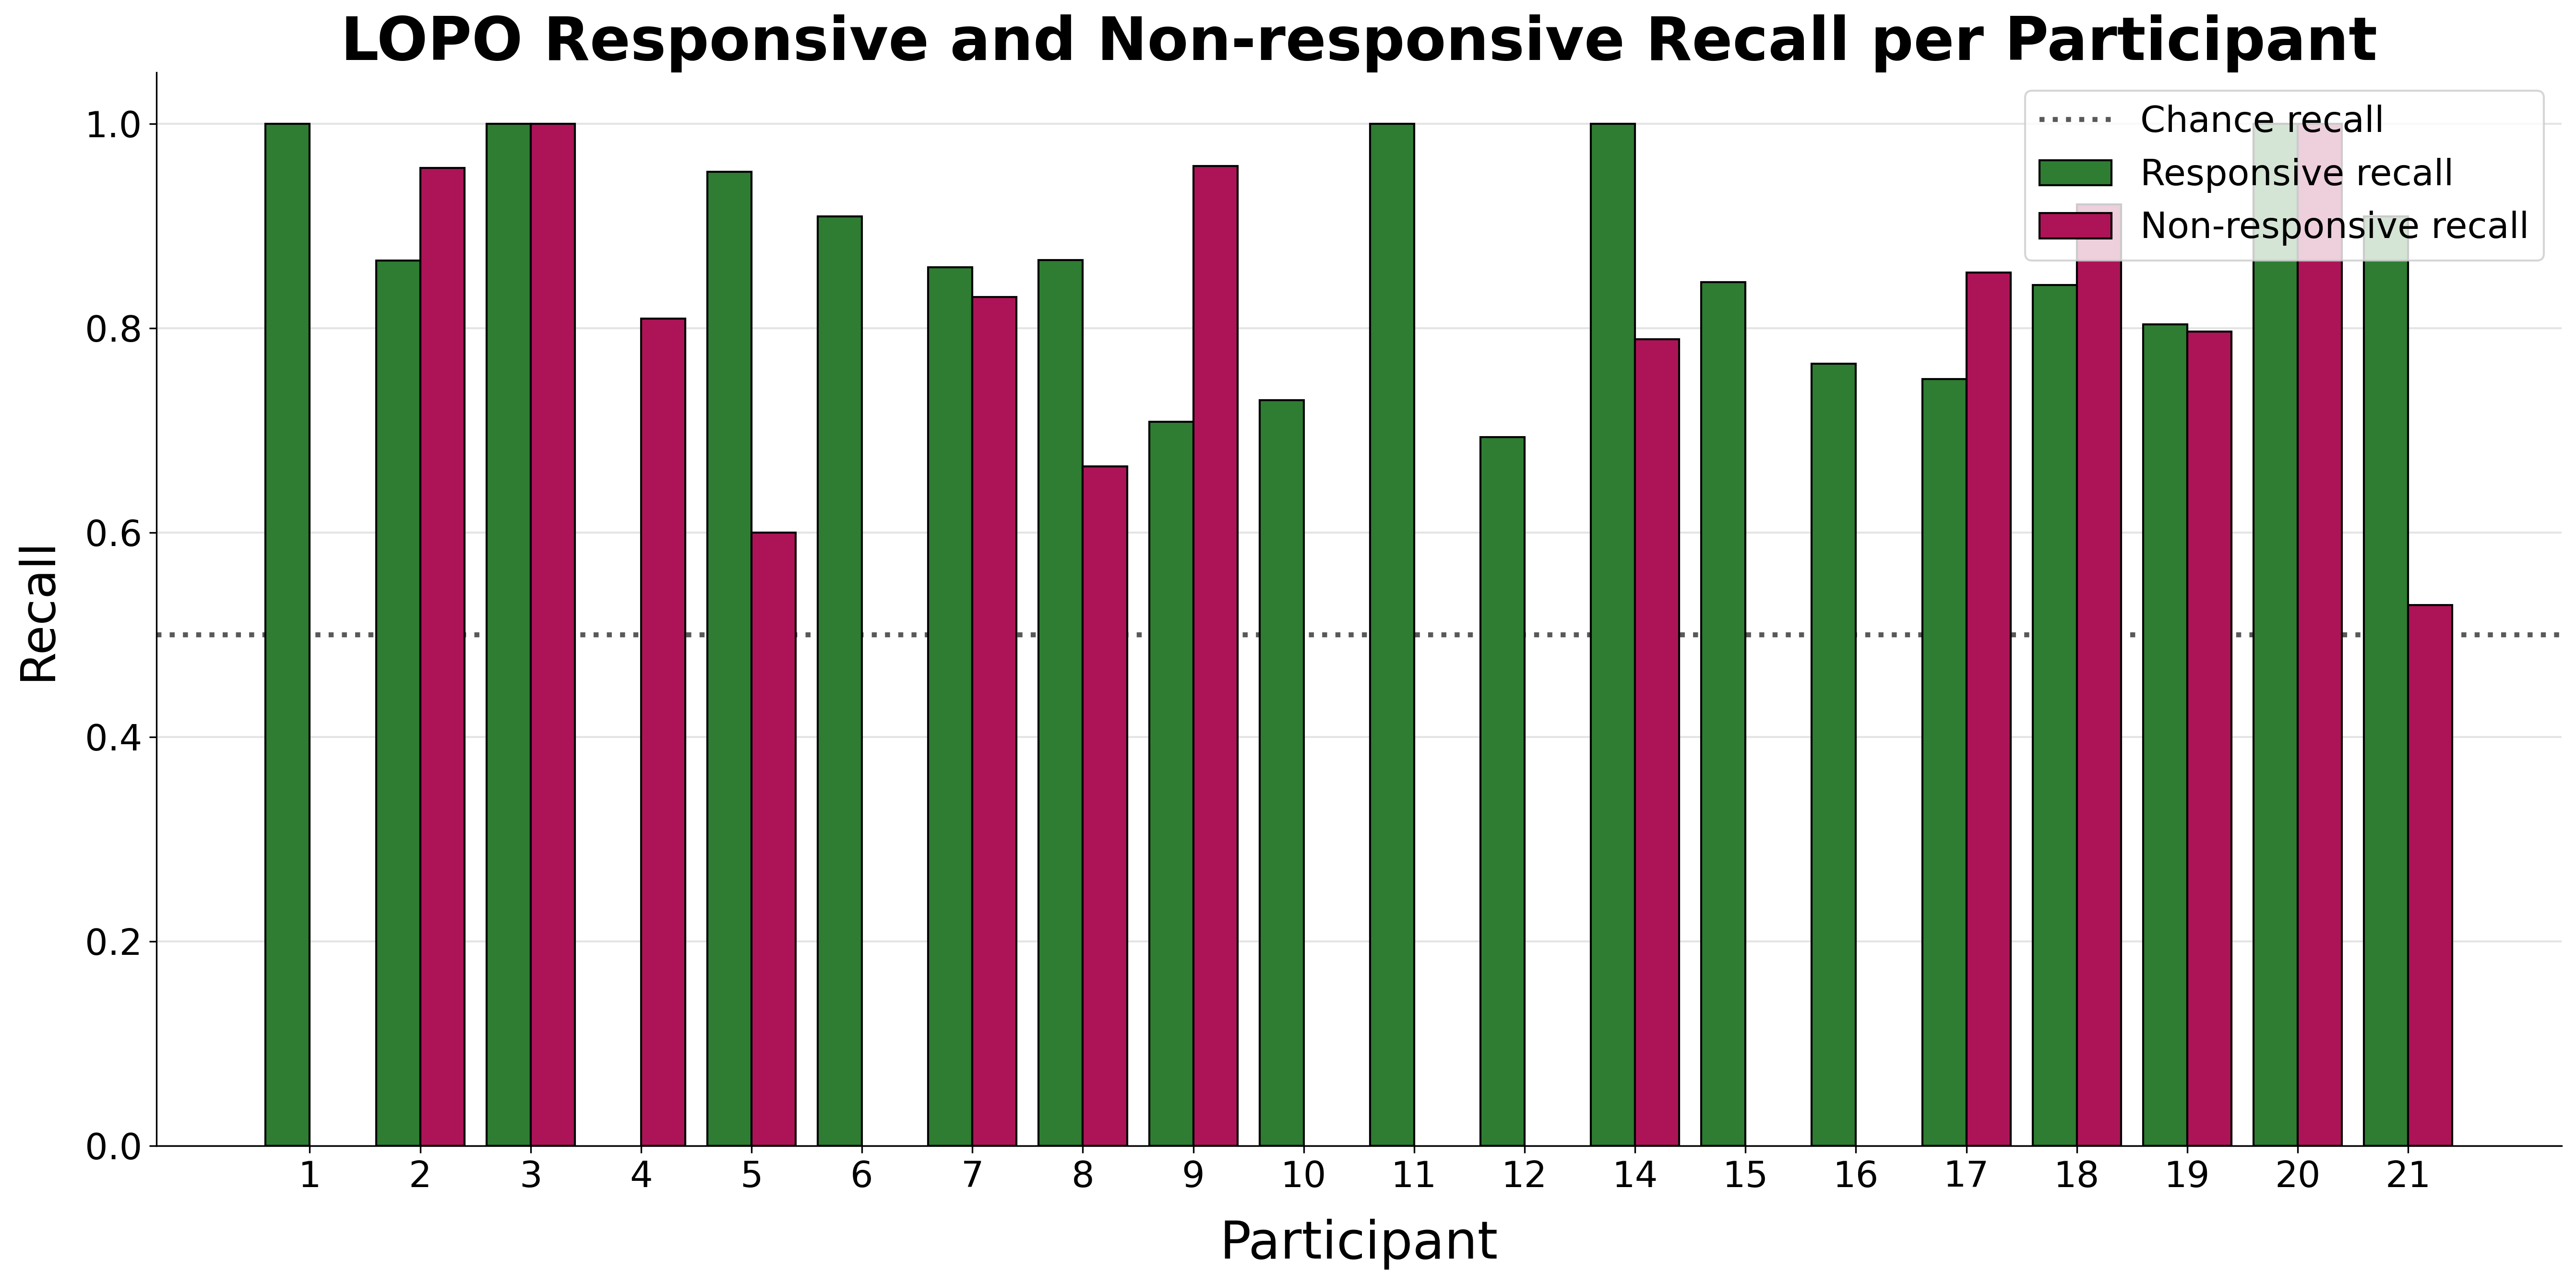 LOPO Responsive and Non-responsive Recall per Participant
Chance recall
Responsive recall
Non-responsive recall
Recall
1.0
0.8
0.6
0.4
0.2
0.0
1 2 3 4 5 6 7 8 9 10 11 12 14 15 16 17 18 19 20 21
Participant